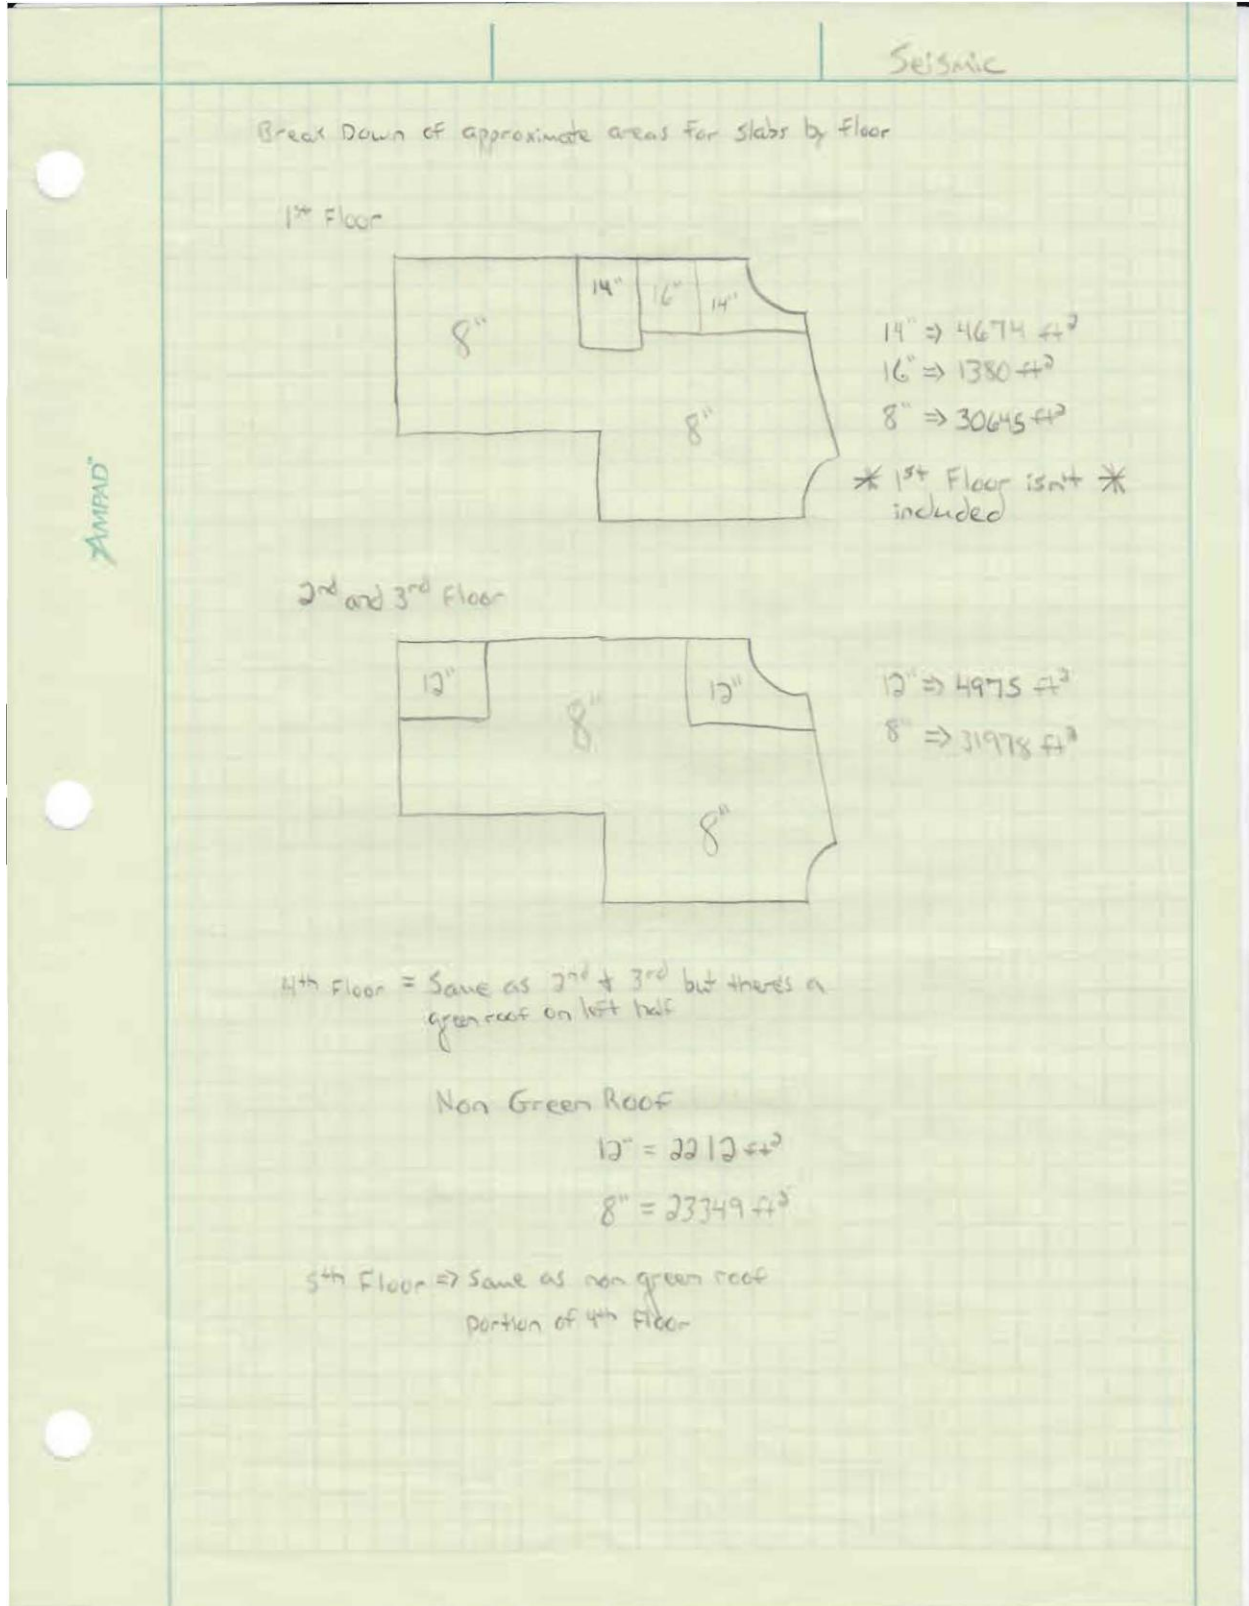 Seismic
Break Down of approximate areas for slabs by floor
1st Floor
8"
14"
16"
14"
8"
14" => 4674 ft²
16" => 1380 ft²
8" => 30645 ft²
* 1st Floor isn't *
included
AMPAD™
2nd and 3rd Floor
12"
8"
12"
8"
12" => 4975 ft²
8" => 31978 ft²
4th Floor = Same as 2nd & 3rd but there's a
green roof on left half
Non Green Roof
12" = 2212 ft²
8" = 23349 ft²
5th Floor => Same as non green roof
portion of 4th Floor